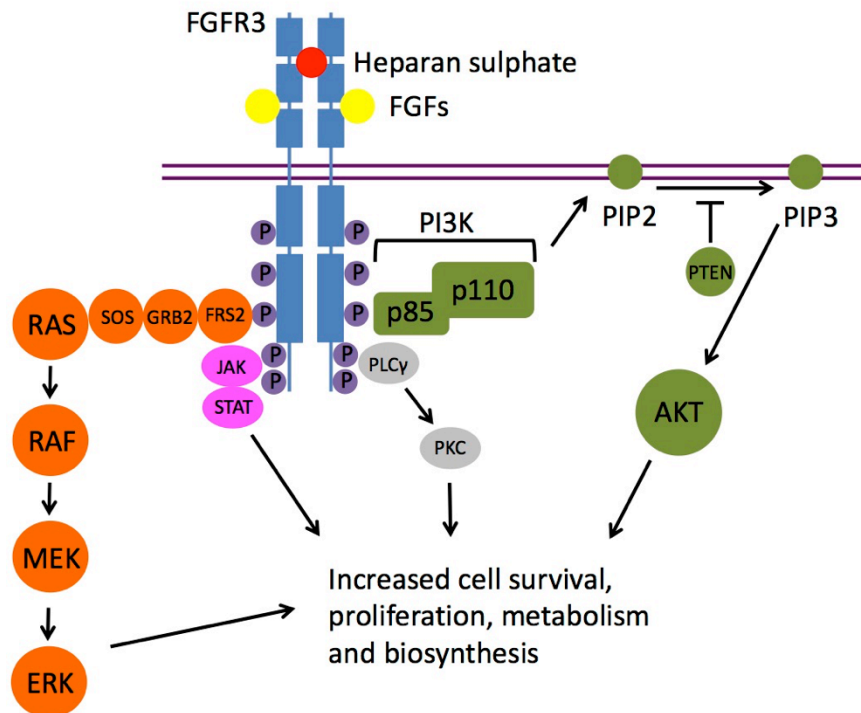 FGFR3
Heparan sulphate
FGFs
PIP2
PIP3
PI3K
PTEN
P
P
P
P
P
P
P
P
P
P
p85
p110
RAS
SOS
GRB2
FRS2
JAK
STAT
PLCγ
PKC
AKT
RAF
MEK
ERK
Increased cell survival,
proliferation, metabolism
and biosynthesis